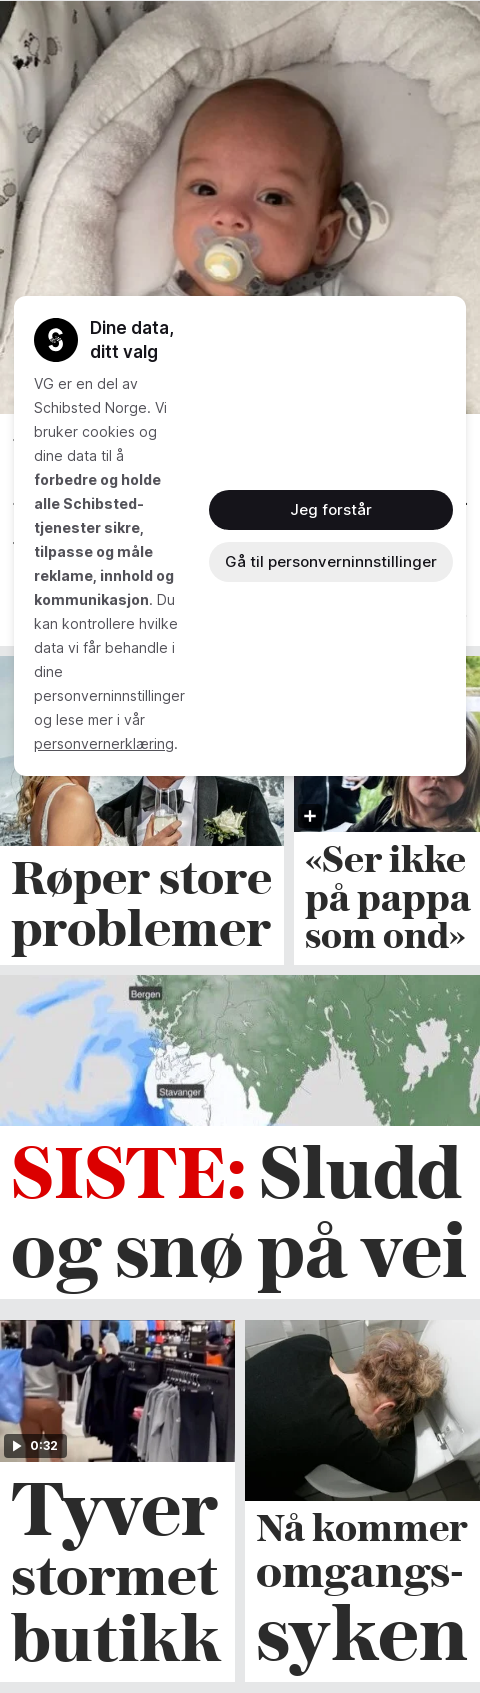 Dine data,
ditt valg
VG er en del av
Schibsted Norge. Vi
bruker cookies og
dine data til å
forbedre og holde
alle Schibsted-
tjenester sikre,
tilpasse og måle
reklame, innhold og
kommunikasjon. Du
kan kontrollere hvilke
data vi får behandle i
dine
personverninnstillinger
og lese mer i vår
personvernerklæring.
Jeg forstår
Gå til personverninnstillinger
Røper store
problemer
«Ser ikke
på pappa
som ond»
Bergen
Stavanger
SISTE: Sludd
og snø på vei
0:32
Tyver
stormet
butikk
Nå kommer
omgangs-
syken